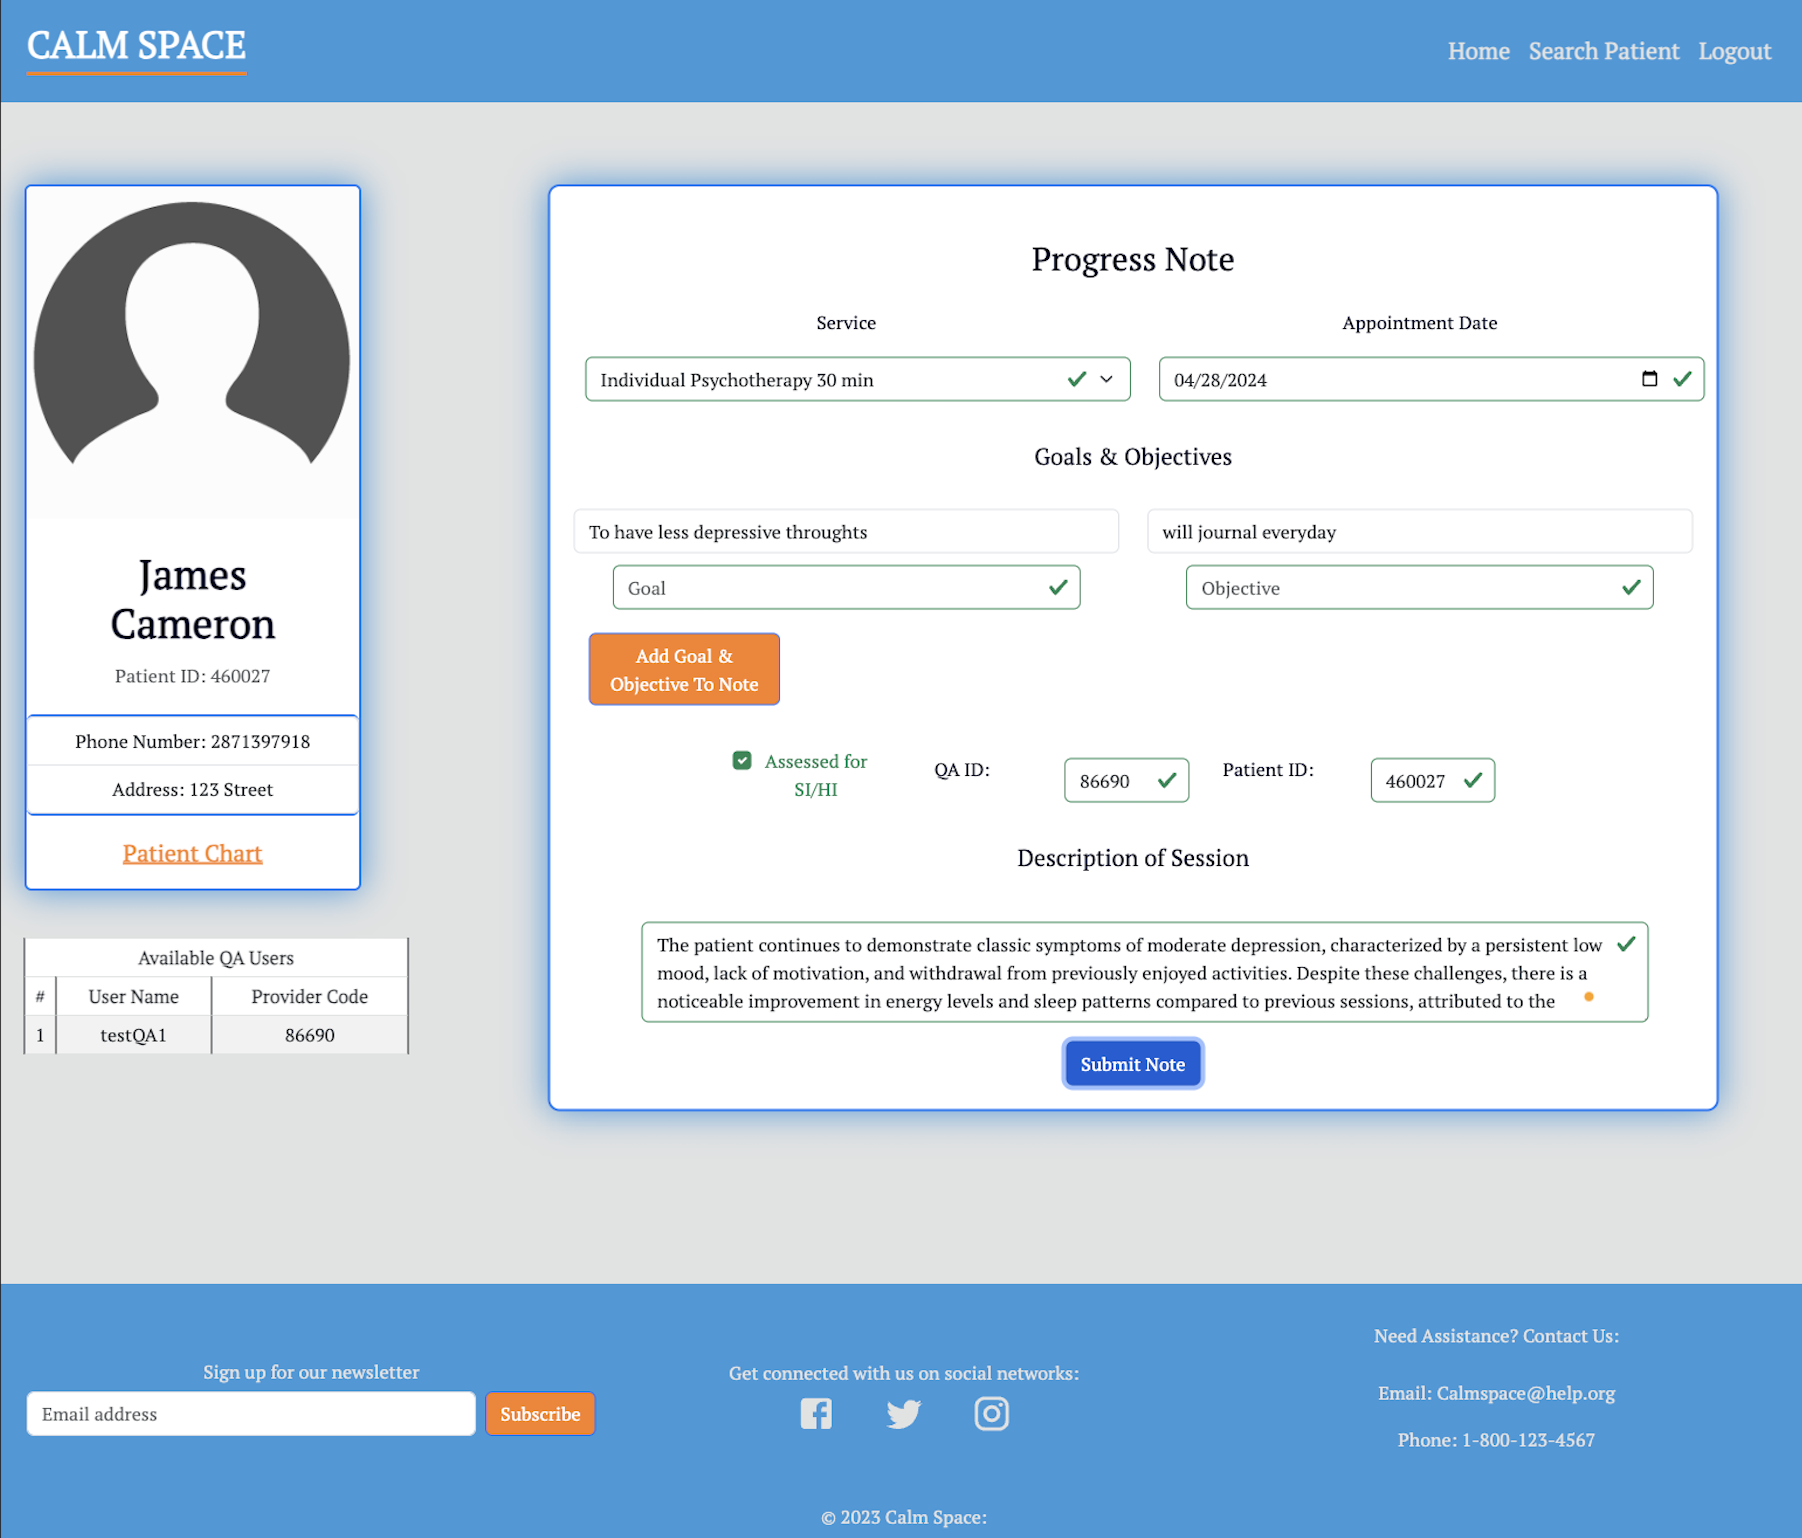 CALM SPACE
Home Search Patient Logout
James
Cameron
Patient ID: 460027
Phone Number: 2871397918
Address: 123 Street
Patient Chart
Available QA Users
# User Name Provider Code
1 testQA1 86690
Progress Note
Service Appointment Date
Individual Psychotherapy 30 min 04/28/2024
Goals & Objectives
To have less depressive throughts will journal everyday
Goal Objective
Add Goal &
Objective To Note
Assessed for
SI/HI
QA ID: 86690 Patient ID: 460027
Description of Session
The patient continues to demonstrate classic symptoms of moderate depression, characterized by a persistent low
mood, lack of motivation, and withdrawal from previously enjoyed activities. Despite these challenges, there is a
noticeable improvement in energy levels and sleep patterns compared to previous sessions, attributed to the
Submit Note
Sign up for our newsletter
Email address Subscribe
Get connected with us on social networks:
Need Assistance? Contact Us:
Email: Calmspace@help.org
Phone: 1-800-123-4567
© 2023 Calm Space: